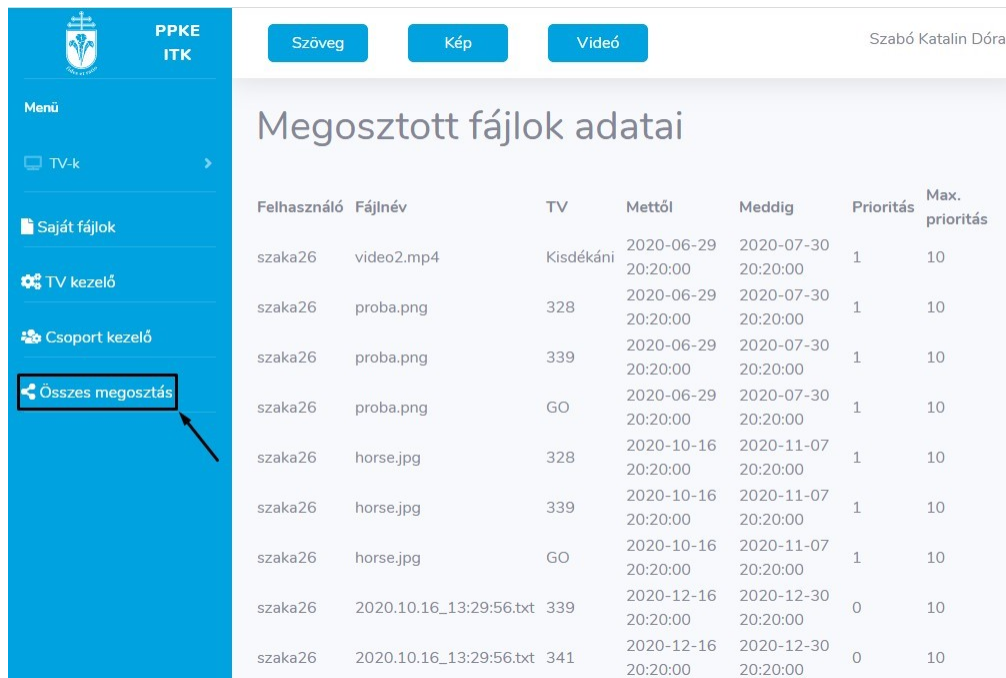 PPKE
ITK
Szöveg Kép Videó Szabó Katalin Dóra
Menü
TV-k
Saját fájlok
TV kezelő
Csoport kezelő
Összes megosztás
Megosztott fájlok adatai
Felhasználó Fájlnév TV Mettől Meddig Prioritás Max. prioritás
szaka26 video2.mp4 Kisdékáni 2020-06-29 20:20:00 2020-07-30 20:20:00 1 10
szaka26 proba.png 328 2020-06-29 20:20:00 2020-07-30 20:20:00 1 10
szaka26 proba.png 339 2020-06-29 20:20:00 2020-07-30 20:20:00 1 10
szaka26 proba.png GO 2020-06-29 20:20:00 2020-07-30 20:20:00 1 10
szaka26 horse.jpg 328 2020-10-16 20:20:00 2020-11-07 20:20:00 1 10
szaka26 horse.jpg 339 2020-10-16 20:20:00 2020-11-07 20:20:00 1 10
szaka26 horse.jpg GO 2020-10-16 20:20:00 2020-11-07 20:20:00 1 10
szaka26 2020.10.16_13:29:56.txt 339 2020-12-16 20:20:00 2020-12-30 20:20:00 0 10
szaka26 2020.10.16_13:29:56.txt 341 2020-12-16 20:20:00 2020-12-30 20:20:00 0 10